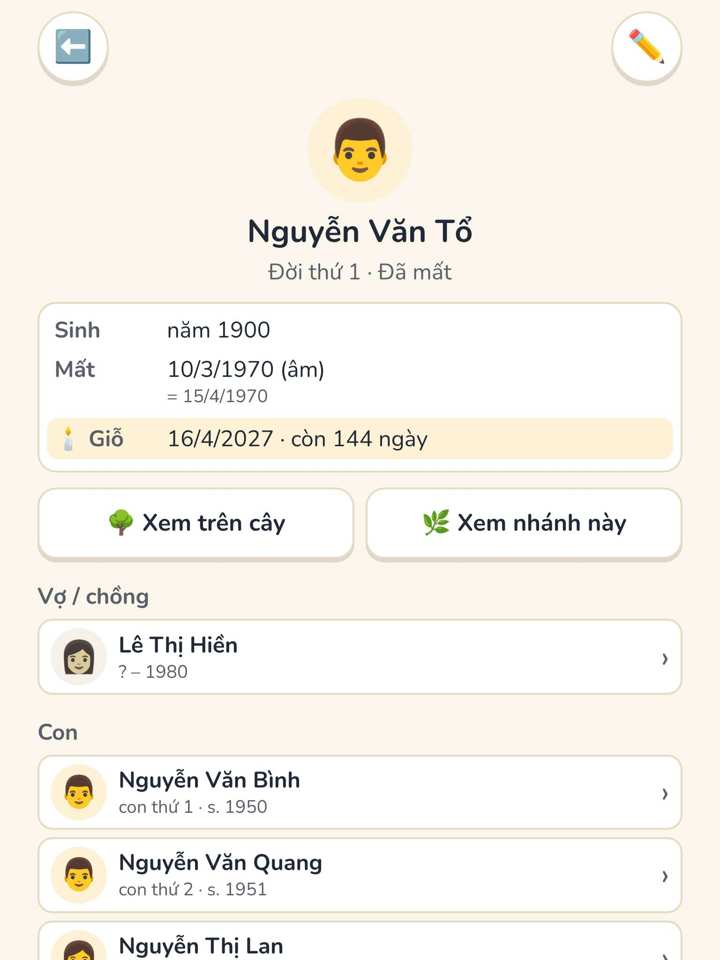 Nguyễn Văn Tổ
Đời thứ 1 · Đã mất
Sinh năm 1900
Mất 10/3/1970 (âm)
= 15/4/1970
Giỗ 16/4/2027 · còn 144 ngày
Xem trên cây
Xem nhánh này
Vợ / chồng
Lê Thị Hiền
? – 1980
Con
Nguyễn Văn Bình
con thứ 1 · s. 1950
Nguyễn Văn Quang
con thứ 2 · s. 1951
Nguyễn Thị Lan